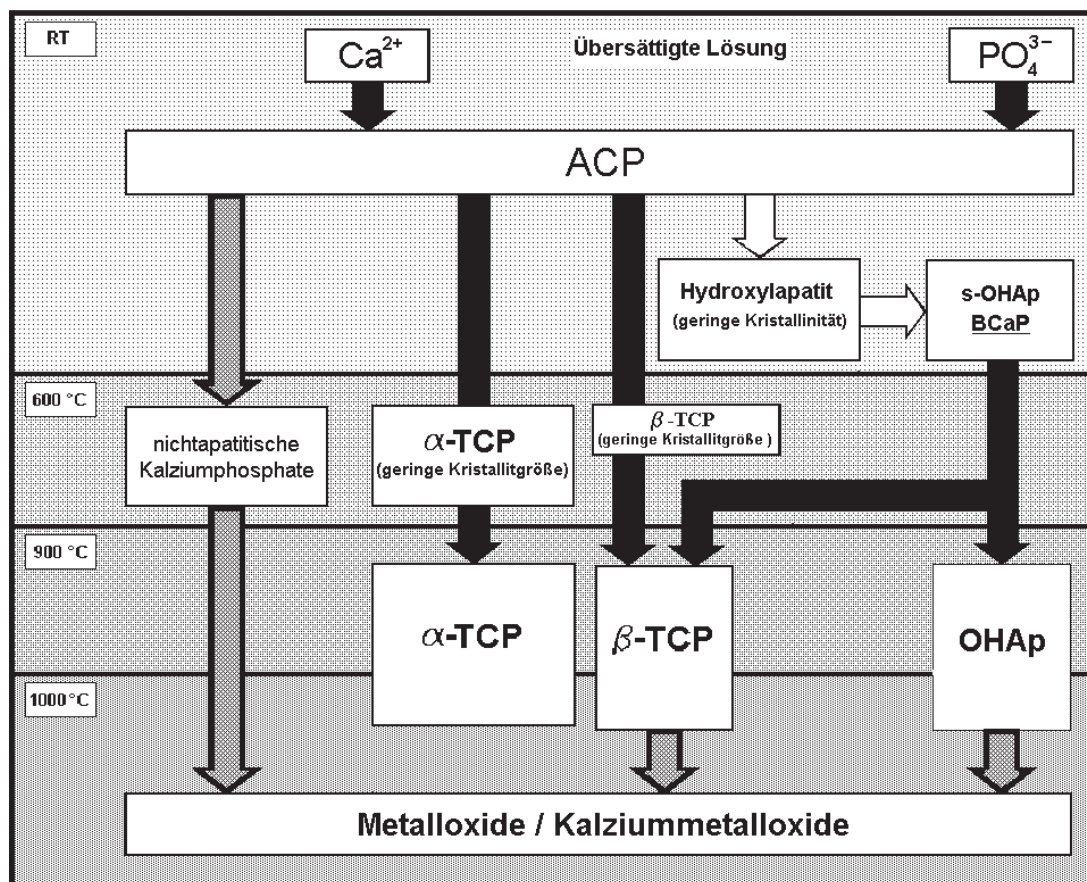 RT
Ca²⁺
Übersättigte Lösung
PO₄³⁻
ACP
Hydroxylapatit
(geringe Kristallinität)
s-OHAp
BCaP
600 °C
nichtapatitische
Kalziumphosphate
α-TCP
(geringe Kristallitgröße)
β-TCP
(geringe Kristallitgröße )
900 °C
α-TCP
β-TCP
OHAp
1000 °C
Metalloxide / Kalziummetalloxide